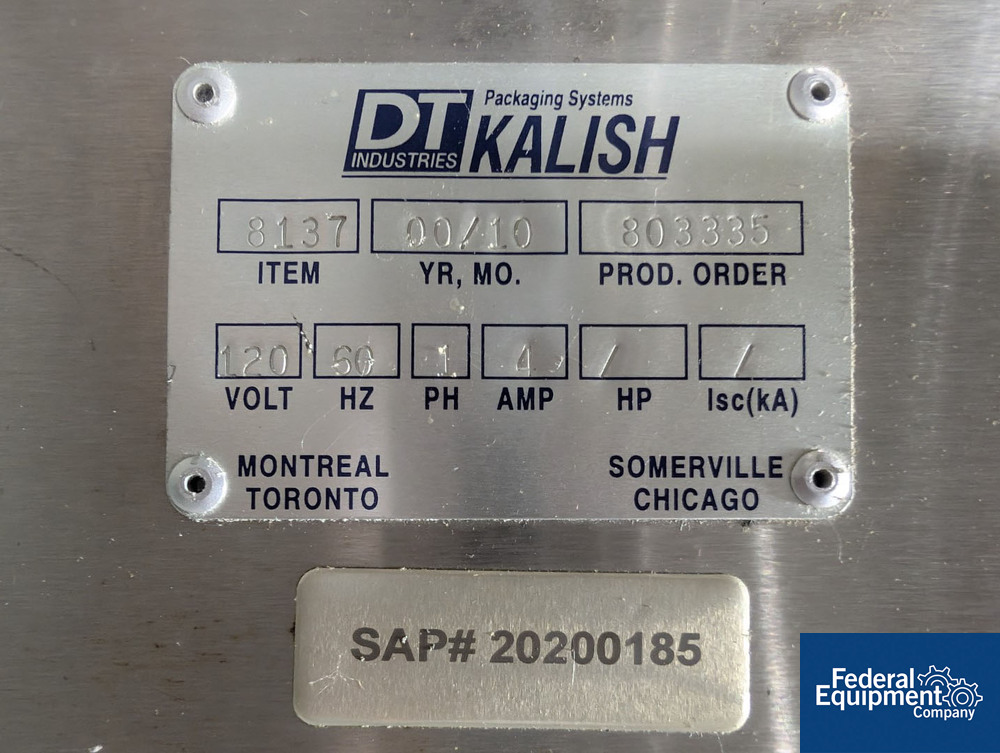 DT INDUSTRIES Packaging Systems KALISH
8137 00/10 803335
ITEM YR, MO. PROD. ORDER
120 60 1 4 / /
VOLT HZ PH AMP HP Isc(kA)
MONTREAL SOMERVILLE
TORONTO CHICAGO
SAP# 20200185
Federal
Equipment
Company